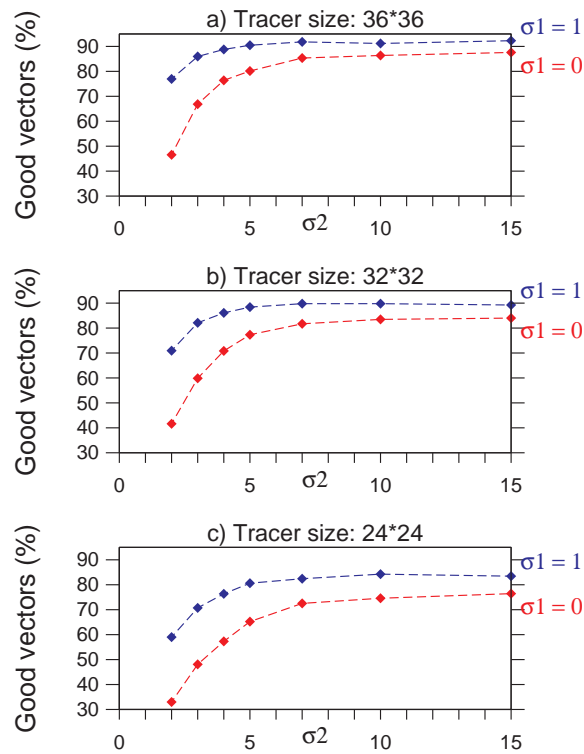 a) Tracer size: 36*36
Good vectors (%)
90
80
70
60
50
40
30
0 5 σ2 10 15
σ1 = 1
σ1 = 0
b) Tracer size: 32*32
Good vectors (%)
90
80
70
60
50
40
30
0 5 σ2 10 15
σ1 = 1
σ1 = 0
c) Tracer size: 24*24
Good vectors (%)
90
80
70
60
50
40
30
0 5 σ2 10 15
σ1 = 1
σ1 = 0